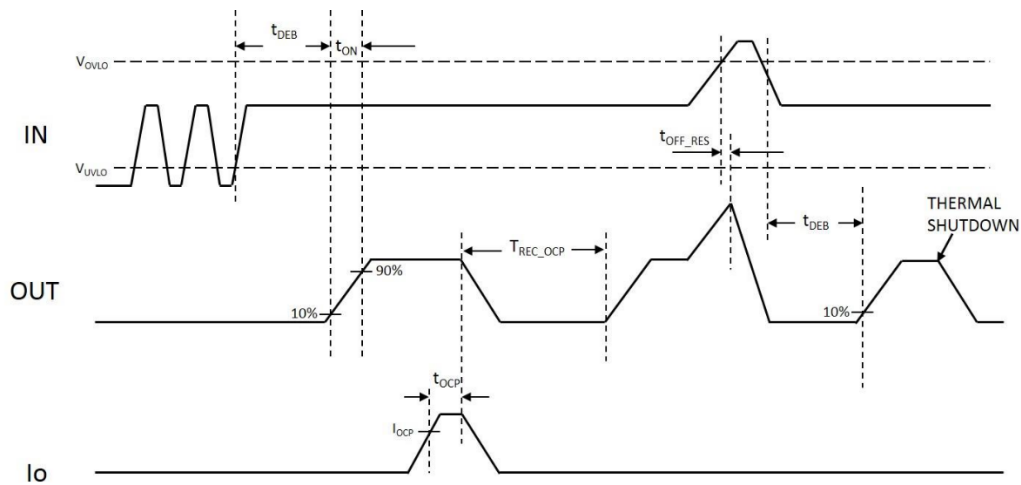 tDEB
tON
VOVLO
IN
tOFF_RES
VUVLO
THERMAL
SHUTDOWN
tDEB
TREC_OCP
90%
OUT
10%
10%
tOCP
IOCP
Io